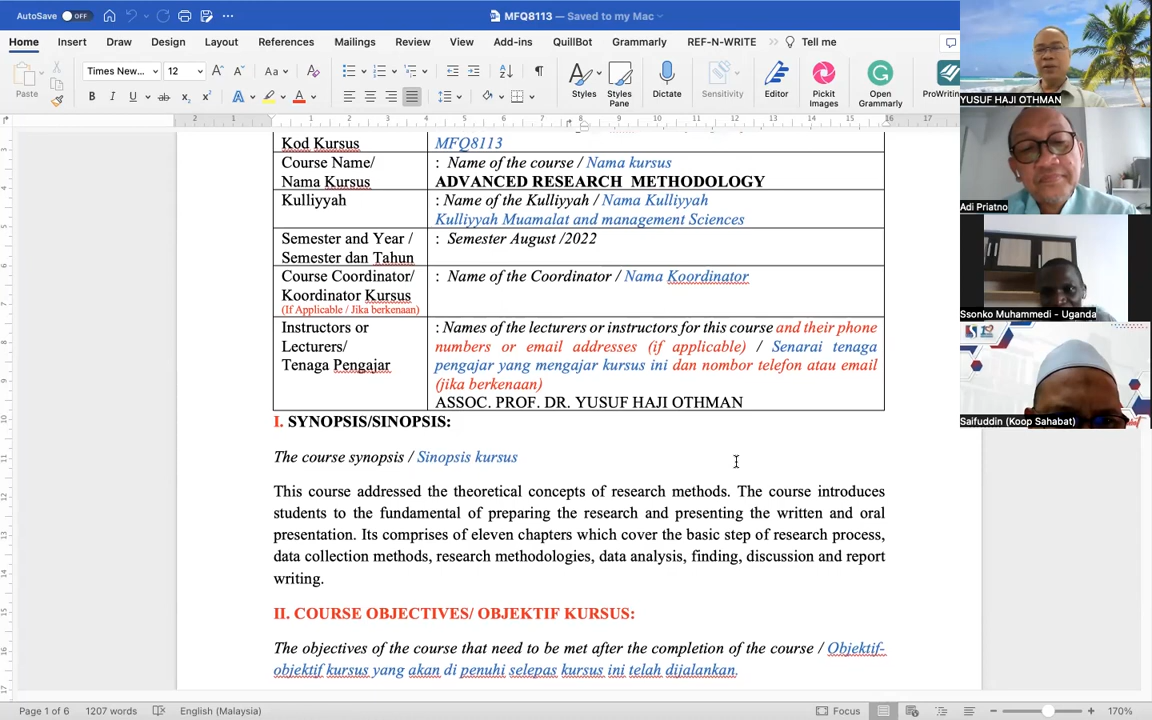 AutoSave OFF
MFQ8113 — Saved to my Mac
Home Insert Draw Design Layout References Mailings Review View Add-ins QuillBot Grammarly REF-N-WRITE Tell me
Paste
Times New... 12
Styles
Styles Pane
Dictate
Sensitivity
Editor
Pickit Images
Open Grammarly
ProWriting
Kod Kursus MFQ8113
Course Name/ : Name of the course / Nama kursus
Nama Kursus ADVANCED RESEARCH METHODOLOGY
Kulliyyah : Name of the Kulliyyah / Nama Kulliyyah
Kulliyyah Muamalat and management Sciences
Semester and Year / : Semester August /2022
Semester dan Tahun
Course Coordinator/ : Name of the Coordinator / Nama Koordinator
Koordinator Kursus
(If Applicable / Jika berkenaan)
Instructors or : Names of the lecturers or instructors for this course and their phone
Lecturers/ numbers or email addresses (if applicable) / Senarai tenaga
Tenaga Pengajar pengajar yang mengajar kursus ini dan nombor telefon atau email
(jika berkenaan)
ASSOC. PROF. DR. YUSUF HAJI OTHMAN
I. SYNOPSIS/SINOPSIS:
The course synopsis / Sinopsis kursus
This course addressed the theoretical concepts of research methods. The course introduces
students to the fundamental of preparing the research and presenting the written and oral
presentation. Its comprises of eleven chapters which cover the basic step of research process,
data collection methods, research methodologies, data analysis, finding, discussion and report
writing.
II. COURSE OBJECTIVES/ OBJEKTIF KURSUS:
The objectives of the course that need to be met after the completion of the course / Objektif-
objektif kursus yang akan di penuhi selepas kursus ini telah dijalankan.
Page 1 of 6 1207 words English (Malaysia) Focus 170%
YUSUF HAJI OTHMAN
Adi Priatno
Ssonko Muhammedi - Uganda
Saifuddin (Koop Sahabat)